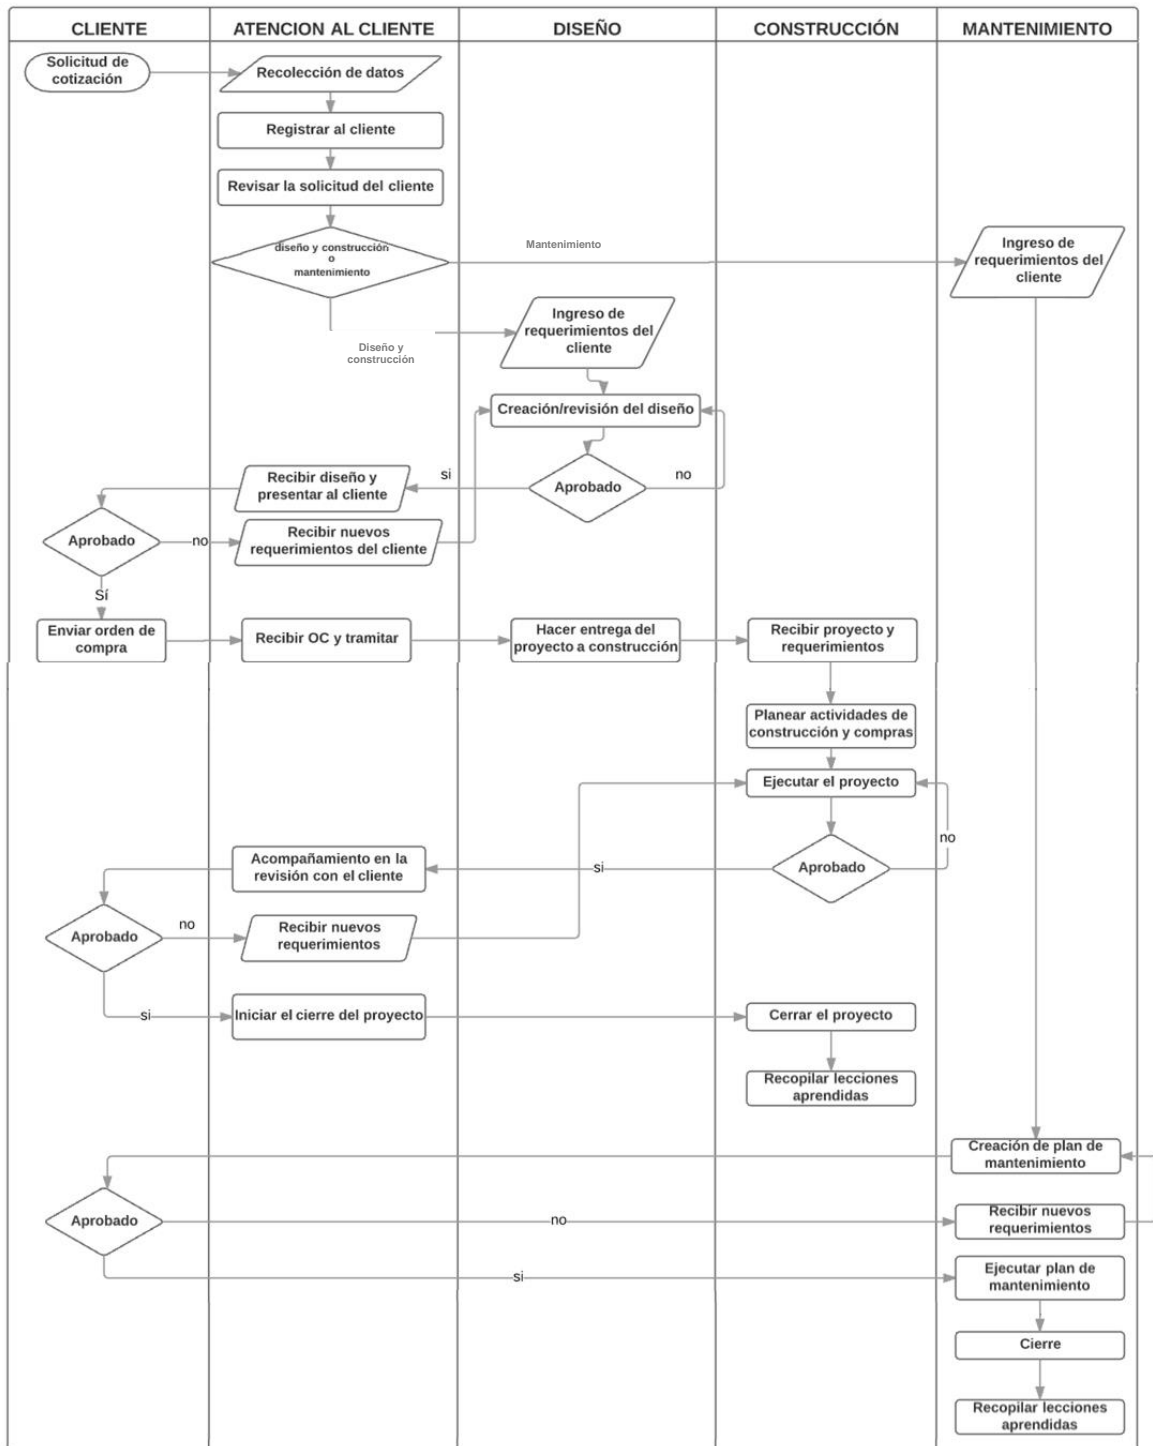 CLIENTE
ATENCION AL CLIENTE
DISEÑO
CONSTRUCCIÓN
MANTENIMIENTO
Solicitud de
cotización
Recolección de datos
Registrar al cliente
Revisar la solicitud del cliente
diseño y construcción
o
mantenimiento
Mantenimiento
Ingreso de
requerimientos del
cliente
Diseño y
construcción
Ingreso de
requerimientos del
cliente
Creación/revisión del diseño
Aprobado
no
si
Recibir diseño y
presentar al cliente
Aprobado
no
Recibir nuevos
requerimientos del cliente
Sí
Enviar orden de
compra
Recibir OC y tramitar
Hacer entrega del
proyecto a construcción
Recibir proyecto y
requerimientos
Planear actividades de
construcción y compras
Ejecutar el proyecto
no
Aprobado
si
Acompañamiento en la
revisión con el cliente
Aprobado
no
Recibir nuevos
requerimientos
si
Iniciar el cierre del proyecto
Cerrar el proyecto
Recopilar lecciones
aprendidas
Creación de plan de
mantenimiento
Aprobado
no
Recibir nuevos
requerimientos
si
Ejecutar plan de
mantenimiento
Cierre
Recopilar lecciones
aprendidas